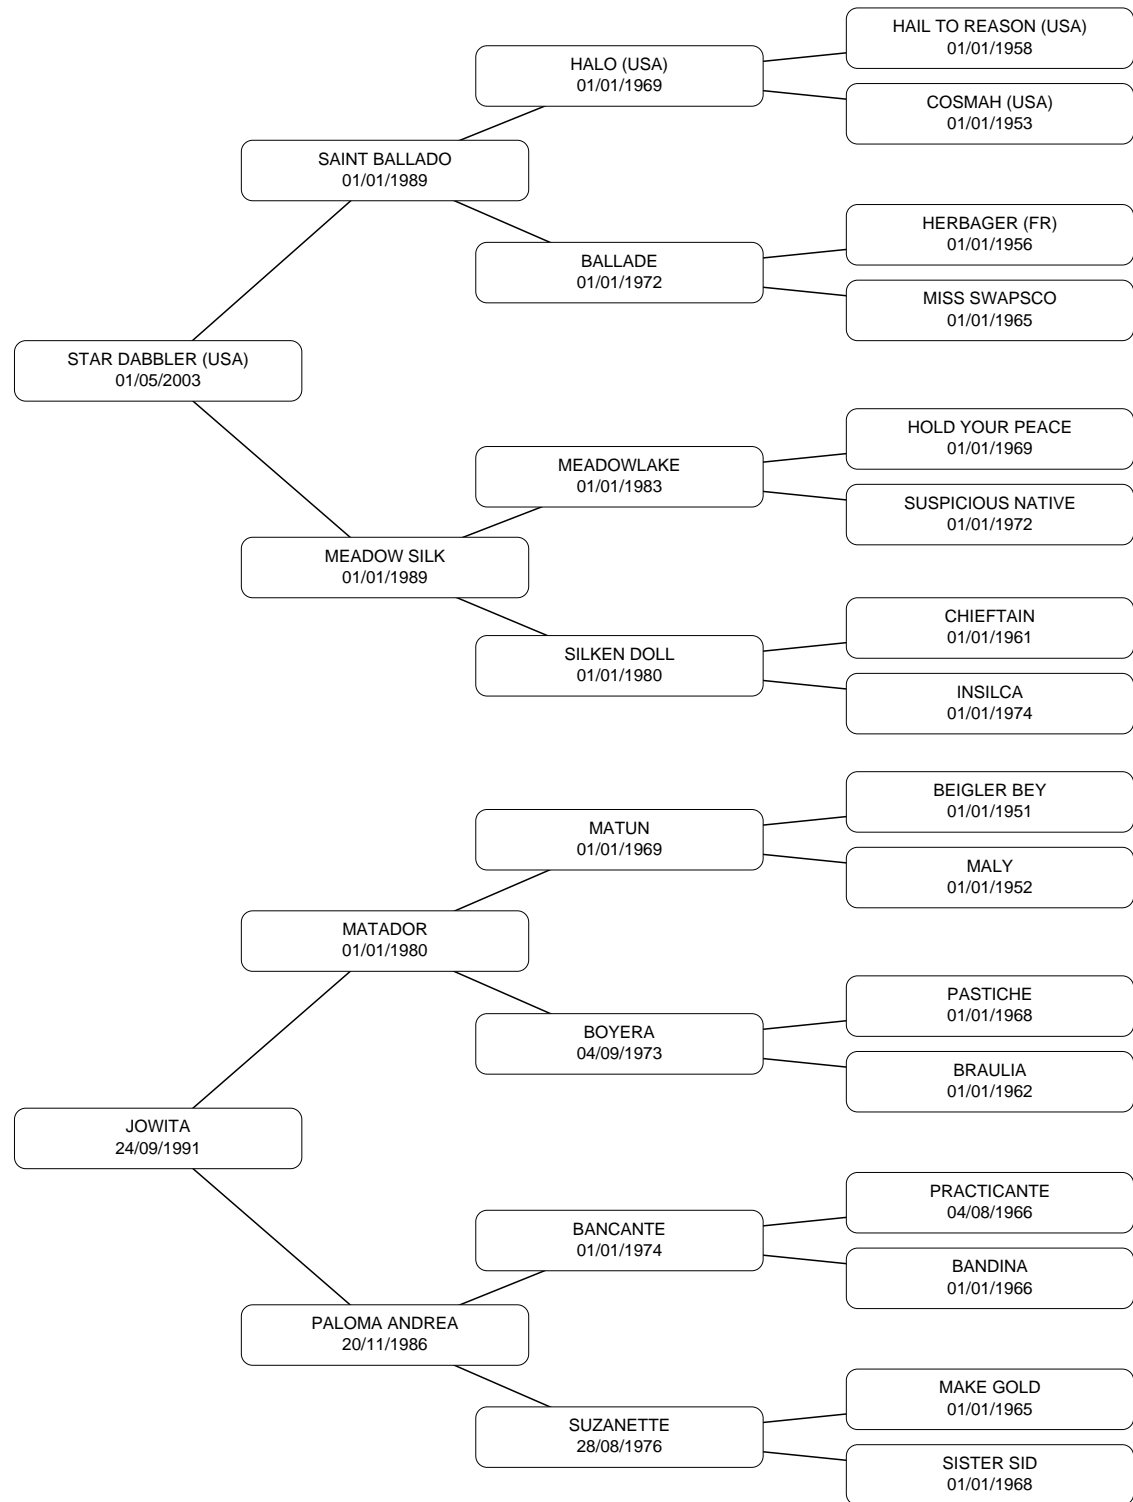 HAIL TO REASON (USA)
01/01/1958
HALO (USA)
01/01/1969
COSMAH (USA)
01/01/1953
SAINT BALLADO
01/01/1989
HERBAGER (FR)
01/01/1956
BALLADE
01/01/1972
MISS SWAPSCO
01/01/1965
STAR DABBLER (USA)
01/05/2003
HOLD YOUR PEACE
01/01/1969
MEADOWLAKE
01/01/1983
SUSPICIOUS NATIVE
01/01/1972
MEADOW SILK
01/01/1989
CHIEFTAIN
01/01/1961
SILKEN DOLL
01/01/1980
INSILCA
01/01/1974
BEIGLER BEY
01/01/1951
MATUN
01/01/1969
MALY
01/01/1952
MATADOR
01/01/1980
PASTICHE
01/01/1968
BOYERA
04/09/1973
BRAULIA
01/01/1962
JOWITA
24/09/1991
PRACTICANTE
04/08/1966
BANCANTE
01/01/1974
BANDINA
01/01/1966
PALOMA ANDREA
20/11/1986
MAKE GOLD
01/01/1965
SUZANETTE
28/08/1976
SISTER SID
01/01/1968